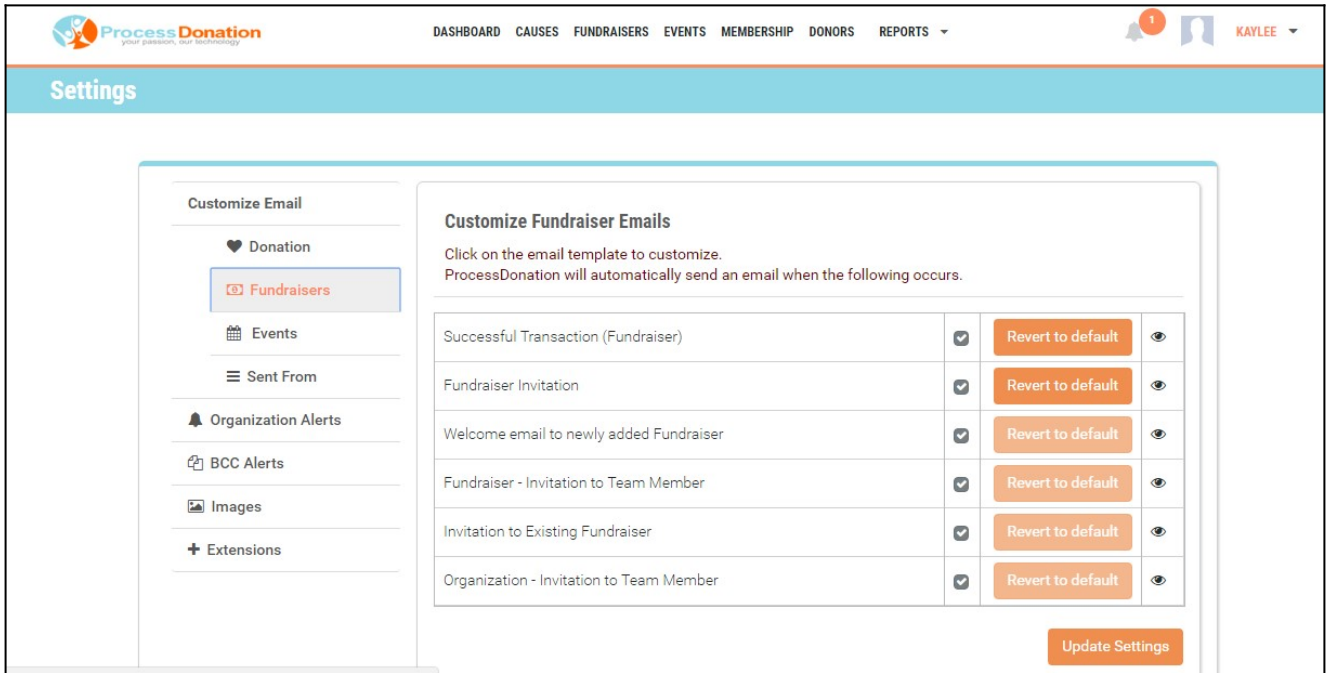 ProcessDonation
your passion, our technology
DASHBOARD CAUSES FUNDRAISERS EVENTS MEMBERSHIP DONORS REPORTS
1
KAYLEE
Settings
Customize Email
Donation
Fundraisers
Events
Sent From
Organization Alerts
BCC Alerts
Images
Extensions
Customize Fundraiser Emails
Click on the email template to customize.
ProcessDonation will automatically send an email when the following occurs.
Successful Transaction (Fundraiser) Revert to default
Fundraiser Invitation Revert to default
Welcome email to newly added Fundraiser Revert to default
Fundraiser - Invitation to Team Member Revert to default
Invitation to Existing Fundraiser Revert to default
Organization - Invitation to Team Member Revert to default
Update Settings